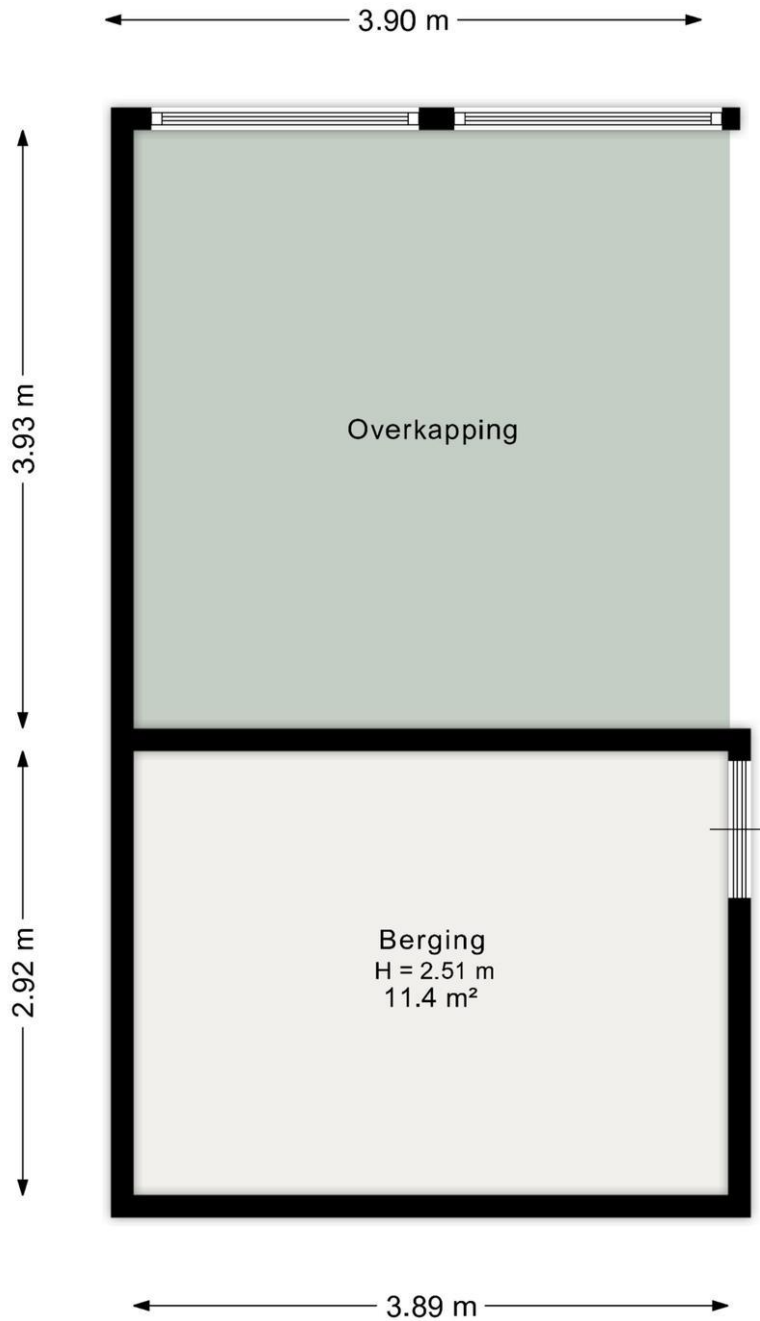 3.90 m
3.93 m
Overkapping
2.92 m
Berging
H = 2.51 m
11.4 m²
3.89 m